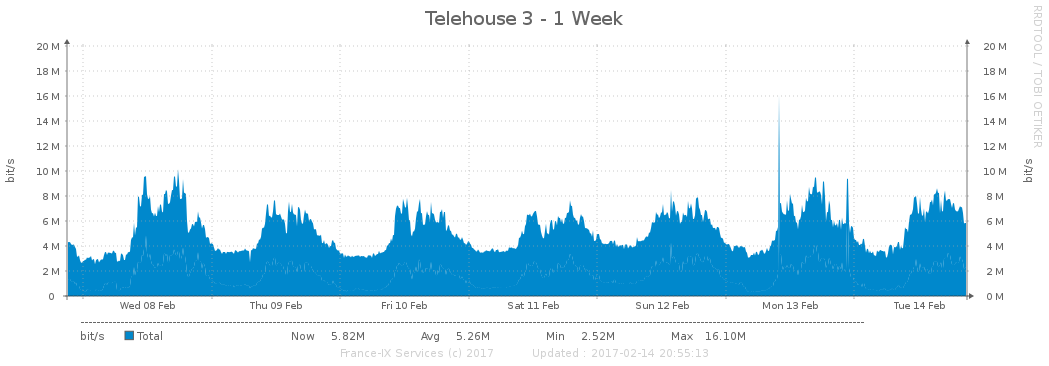 Telehouse 3 - 1 Week
RRDTOOL / TOBI OETIKER
bit/s
bit/s
20 M 20 M
18 M 18 M
16 M 16 M
14 M 14 M
12 M 12 M
10 M 10 M
8 M 8 M
6 M 6 M
4 M 4 M
2 M 2 M
0 0 M
Wed 08 Feb Thu 09 Feb Fri 10 Feb Sat 11 Feb Sun 12 Feb Mon 13 Feb Tue 14 Feb
bit/s Total Now 5.82M Avg 5.26M Min 2.52M Max 16.10M
France-IX Services (c) 2017 Updated : 2017-02-14 20:55:13